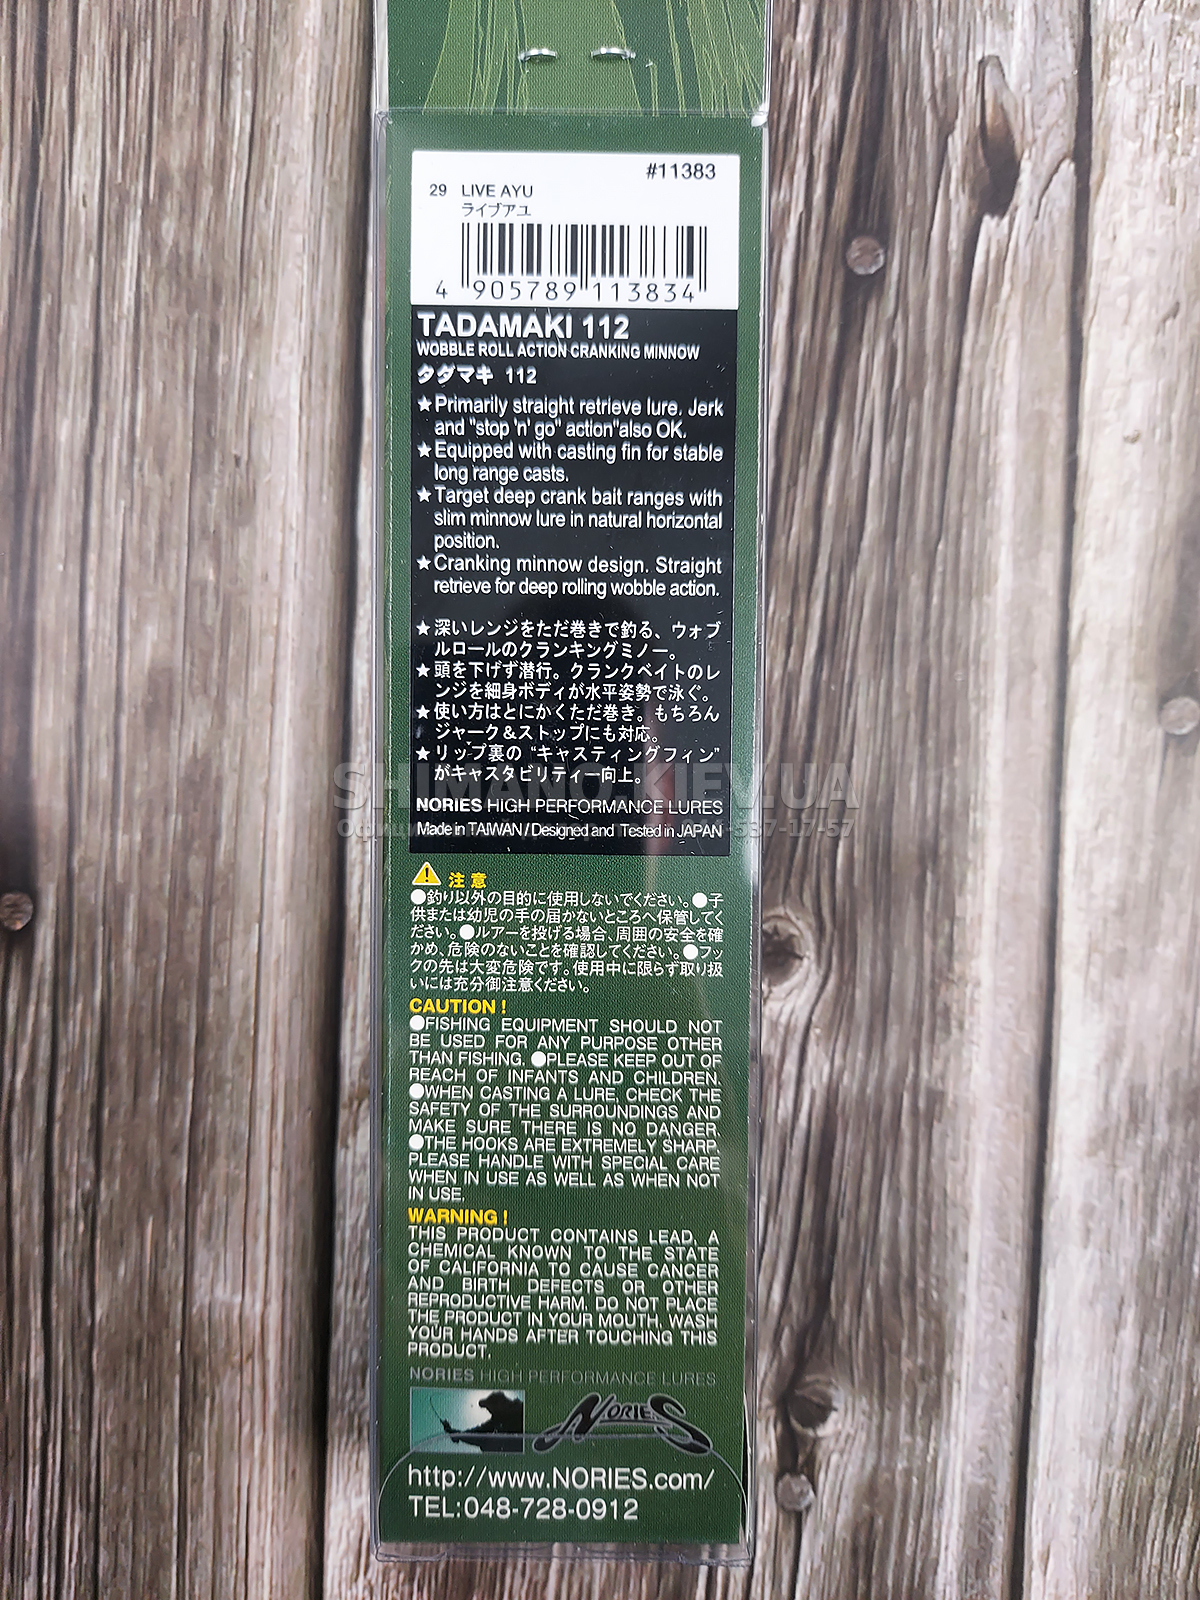 #11383
29 LIVE AYU
ライブアユ
4 905789 113834
TADAMAKI 112
WOBBLE ROLL ACTION CRANKING MINNOW
タダマキ 112
★Primarily straight retrieve lure. Jerk
and "stop 'n' go" action"also OK.
★Equipped with casting fin for stable
long range casts.
★Target deep crank bait ranges with
slim minnow lure in natural horizontal
position.
★Cranking minnow design. Straight
retrieve for deep rolling wobble action.
★深いレンジをただ巻きで釣る、ウォブ
ルロールのクランキングミノー。
★頭を下げず潜行。クランクベイトのレ
ンジを細身ボディが水平姿勢で泳ぐ。
★使い方はとにかくただ巻き。もちろん
ジャーク&ストップにも対応。
★リップ裏の"キャスティングフィン"
がキャスタビリティー向上。
SHIMANO.KIEV.UA
NORIES HIGH PERFORMANCE LURES
Made in TAIWAN / Designed and Tested in JAPAN
537-17-57
注意
●釣り以外の目的に使用しないでください。●子
供または幼児の手の届かないところへ保管してく
ださい。●ルアーを投げる場合、周囲の安全を確
かめ、危険のないことを確認してください。●フッ
クの先は大変危険です。使用中に限らず取り扱
いには充分御注意ください。
CAUTION !
●FISHING EQUIPMENT SHOULD NOT
BE USED FOR ANY PURPOSE OTHER
THAN FISHING. ●PLEASE KEEP OUT OF
REACH OF INFANTS AND CHILDREN.
●WHEN CASTING A LURE, CHECK THE
SAFETY OF THE SURROUNDINGS AND
MAKE SURE THERE IS NO DANGER.
●THE HOOKS ARE EXTREMELY SHARP.
PLEASE HANDLE WITH SPECIAL CARE
WHEN IN USE AS WELL AS WHEN NOT
IN USE.
WARNING !
THIS PRODUCT CONTAINS LEAD, A
CHEMICAL KNOWN TO THE STATE
OF CALIFORNIA TO CAUSE CANCER
AND BIRTH DEFECTS OR OTHER
REPRODUCTIVE HARM. DO NOT PLACE
THE PRODUCT IN YOUR MOUTH. WASH
YOUR HANDS AFTER TOUCHING THIS
PRODUCT.
NORIES HIGH PERFORMANCE LURES
NORIES
http://www.NORIES.com/
TEL:048-728-0912